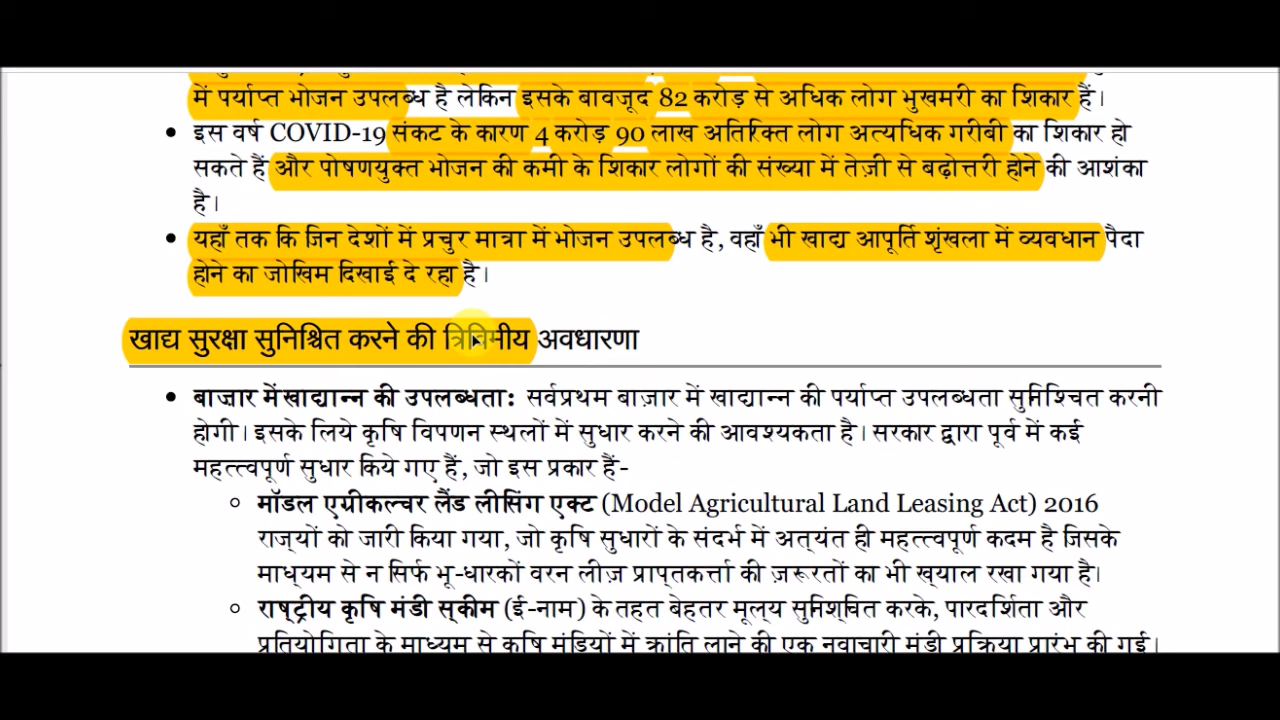 में पर्याप्त भोजन उपलब्ध है लेकिन इसके बावजूद 82 करोड़ से अधिक लोग भुखमरी का शिकार हैं।
इस वर्ष COVID-19 संकट के कारण 4 करोड़ 90 लाख अतिरिक्त लोग अत्यधिक गरीबी का शिकार हो
सकते हैं और पोषणयुक्त भोजन की कमी के शिकार लोगों की संख्या में तेज़ी से बढ़ोत्तरी होने की आशंका
है।
यहाँ तक कि जिन देशों में प्रचुर मात्रा में भोजन उपलब्ध है, वहाँ भी खाद्य आपूर्ति शृंखला में व्यवधान पैदा
होने का जोखिम दिखाई दे रहा है।
खाद्य सुरक्षा सुनिश्चित करने की त्रिविमीय अवधारणा
बाजार में खाद्यान्न की उपलब्धता: सर्वप्रथम बाज़ार में खाद्यान्न की पर्याप्त उपलब्धता सुनिश्चित करनी
होगी। इसके लिये कृषि विपणन स्थलों में सुधार करने की आवश्यकता है। सरकार द्वारा पूर्व में कई
महत्त्वपूर्ण सुधार किये गए हैं, जो इस प्रकार हैं-
मॉडल एग्रीकल्चर लैंड लीसिंग एक्ट (Model Agricultural Land Leasing Act) 2016
राज्यों को जारी किया गया, जो कृषि सुधारों के संदर्भ में अत्यंत ही महत्त्वपूर्ण कदम है जिसके
माध्यम से न सिर्फ भू-धारकों वरन लीज़ प्राप्तकर्त्ता की ज़रूरतों का भी ख्याल रखा गया है।
राष्ट्रीय कृषि मंडी स्कीम (ई-नाम) के तहत बेहतर मूल्य सुनिश्चित करके, पारदर्शिता और
प्रतियोगिता के माध्यम से कृषि मंडियों में क्रांति लाने की एक नवाचारी मंडी प्रक्रिया प्रारंभ की गई।